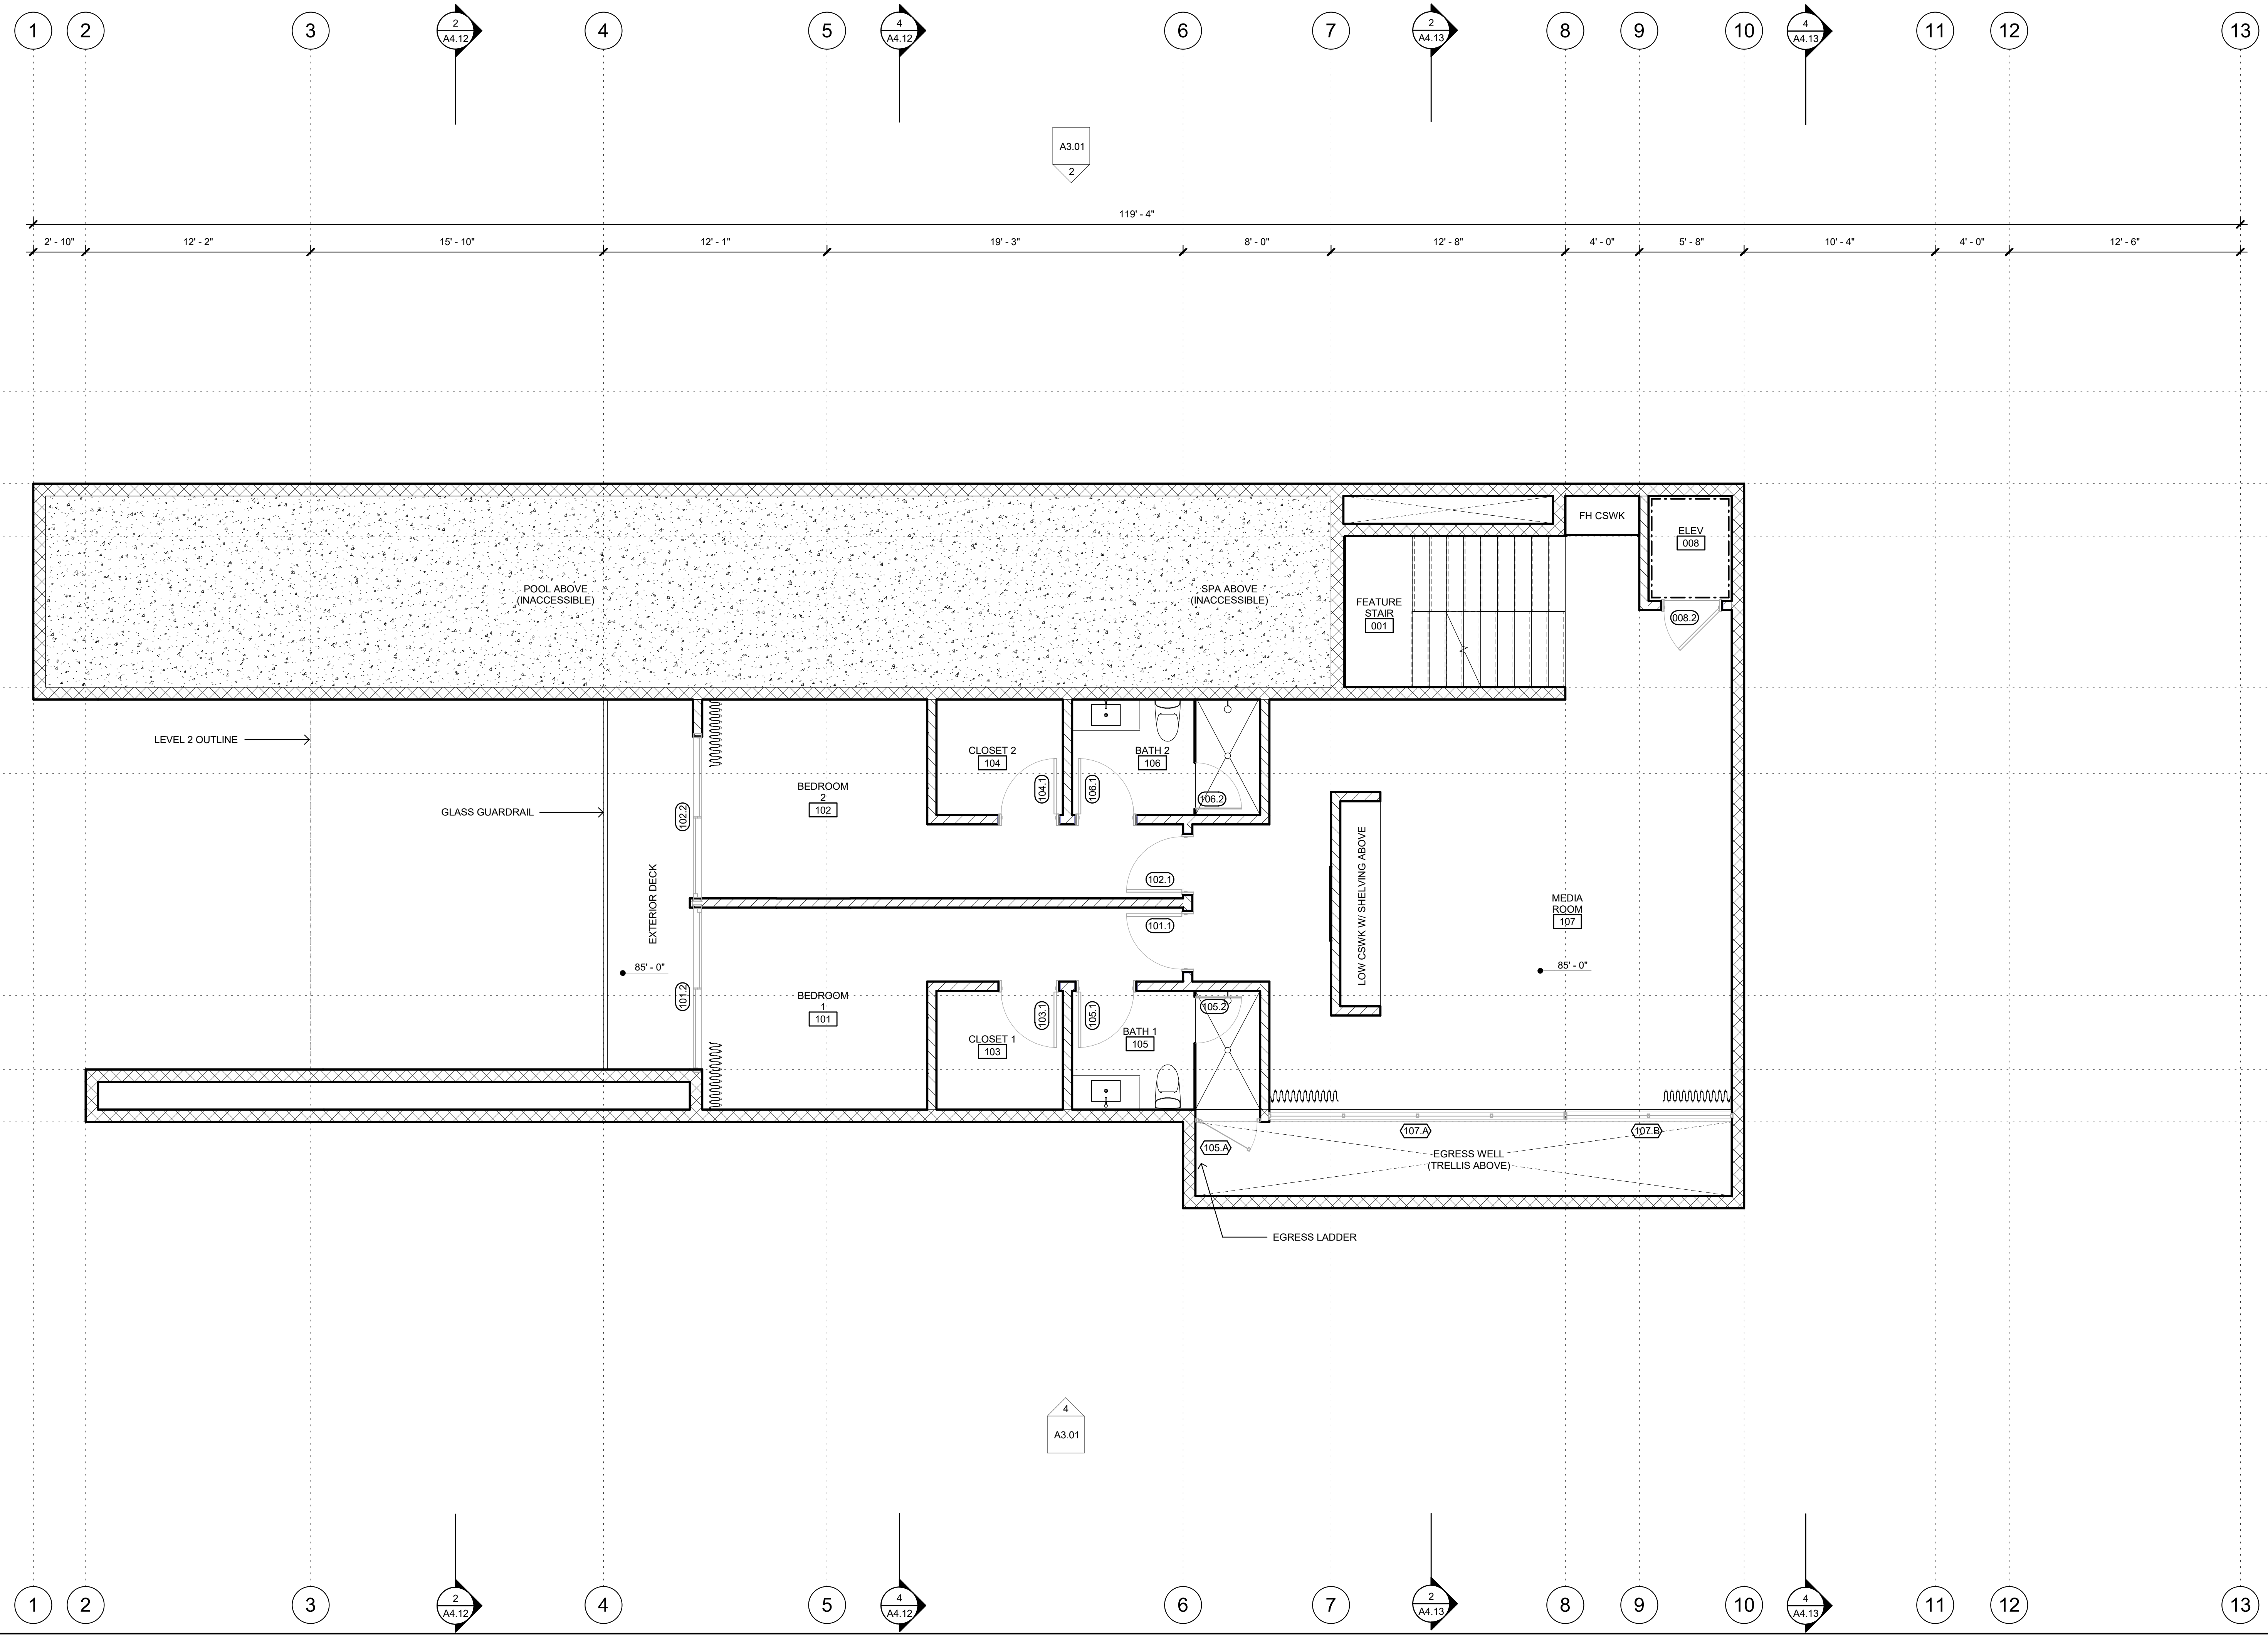 1 2 3 2 4 5 4 6 7 2 8 9 10 4 11 12 13
A4.12 A4.12 A4.13 A4.13
A3.01
2
119' - 4"
2' - 10" 12' - 2" 15' - 10" 12' - 1" 19' - 3" 8' - 0" 12' - 8" 4' - 0" 5' - 8" 10' - 4" 4' - 0" 12' - 6"
FH CSWK
ELEV
008
POOL ABOVE
(INACCESSIBLE)
SPA ABOVE
(INACCESSIBLE)
FEATURE
STAIR
001
008.2
LEVEL 2 OUTLINE
CLOSET 2
104
BATH 2
106
104.1
106.1
106.2
BEDROOM
2
102
GLASS GUARDRAIL
102.2
EXTERIOR DECK
102.1
101.1
LOW CSWK W/ SHELVING ABOVE
MEDIA
ROOM
107
85' - 0"
85' - 0"
101.2
BEDROOM
1
101
103.1
105.1
105.2
CLOSET 1
103
BATH 1
105
107.A
107.B
105.A
EGRESS WELL
(TRELLIS ABOVE)
EGRESS LADDER
4
A3.01
1 2 3 2 4 5 4 6 7 2 8 9 10 4 11 12 13
A4.12 A4.12 A4.13 A4.13